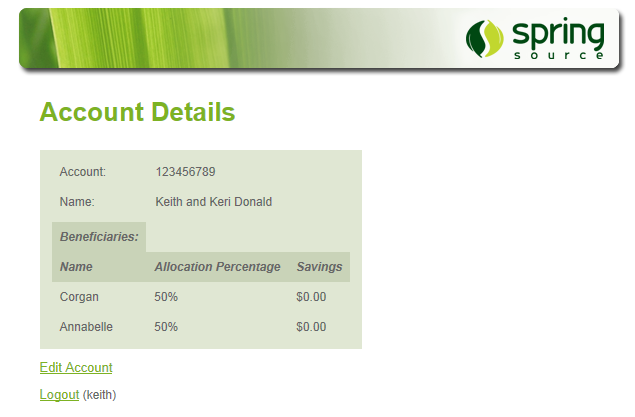 spring
source
Account Details
Account: 123456789
Name: Keith and Keri Donald
Beneficiaries:
Name Allocation Percentage Savings
Corgan 50% $0.00
Annabelle 50% $0.00
Edit Account
Logout (keith)